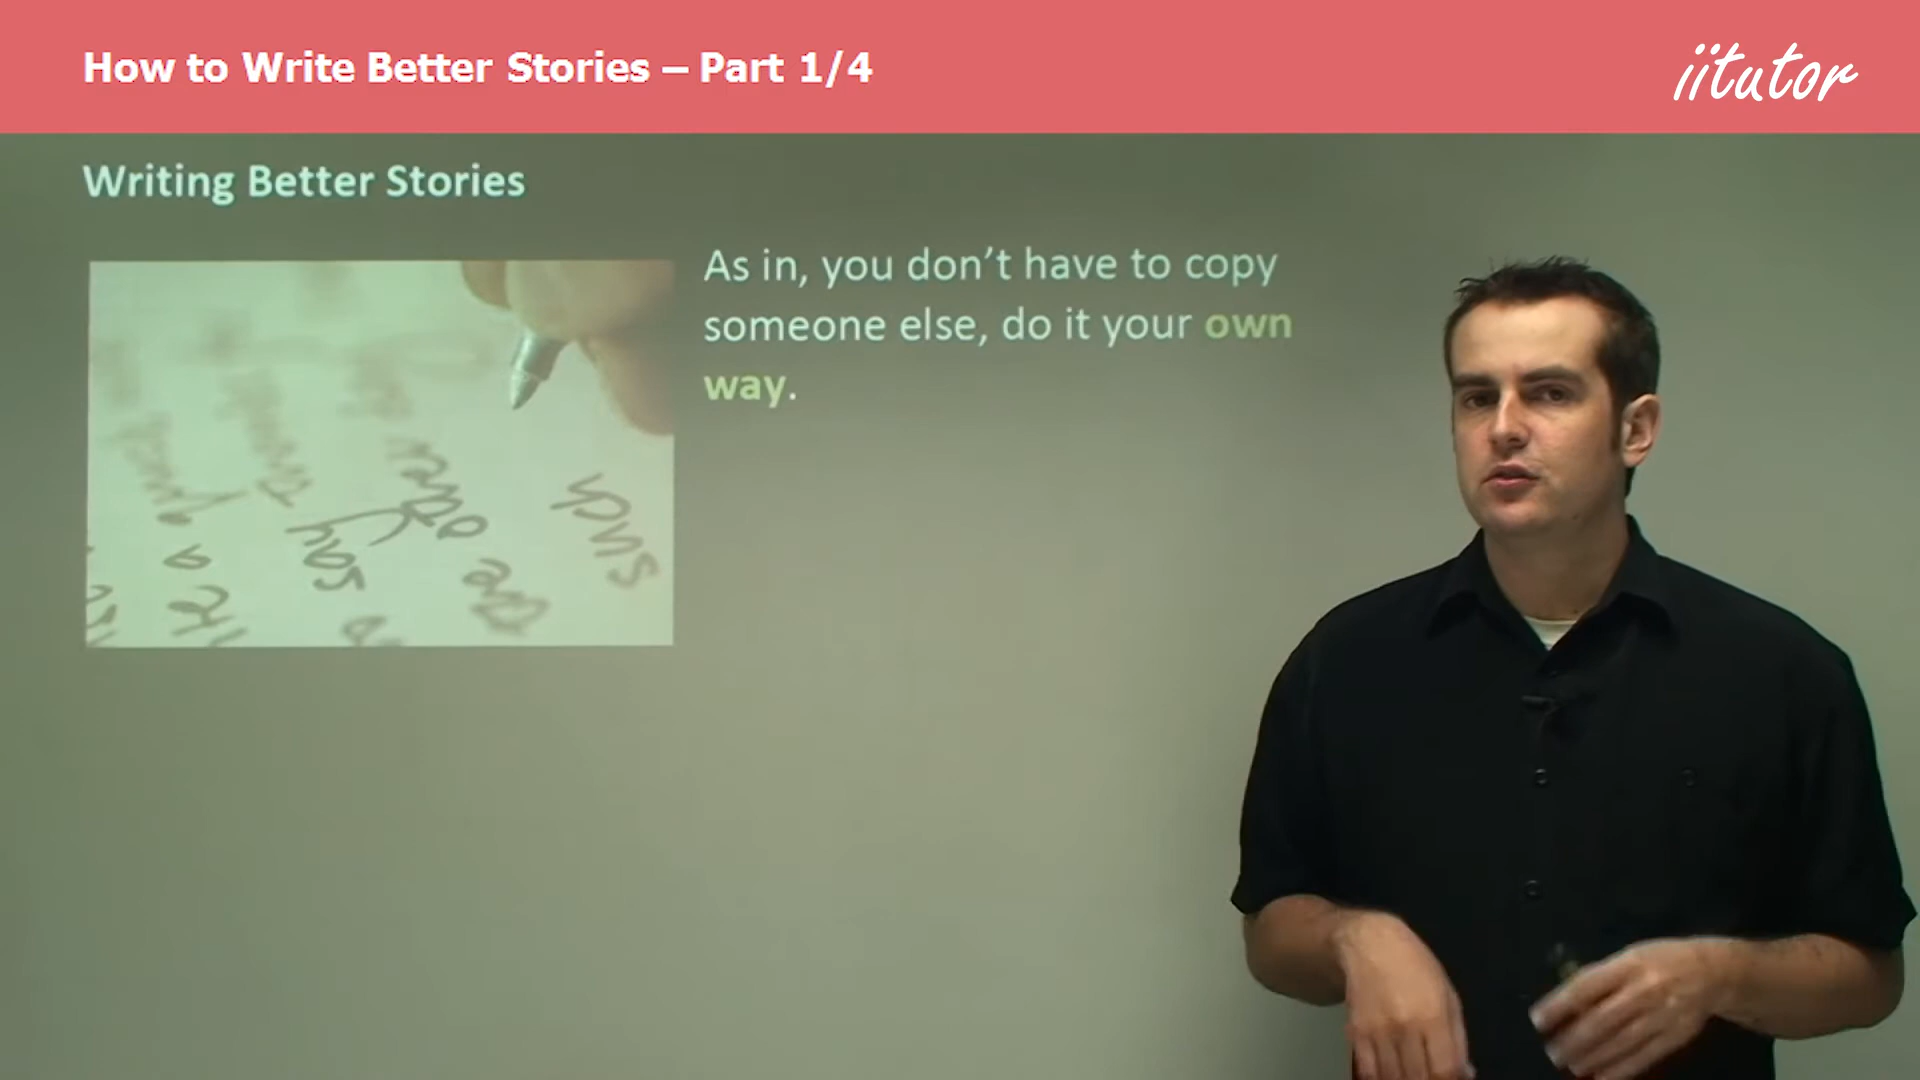 How to Write Better Stories – Part 1/4
iitutor
Writing Better Stories
As in, you don't have to copy
someone else, do it your own
way.
such